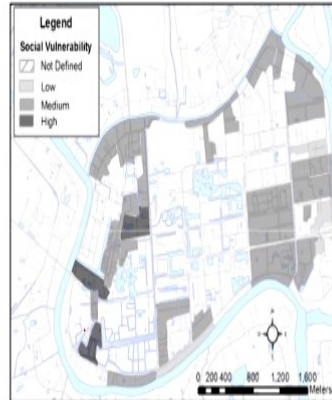 Legend
Social Vulnerability
Not Defined
Low
Medium
High
0 200 400 800 1,200 1,600
Meters